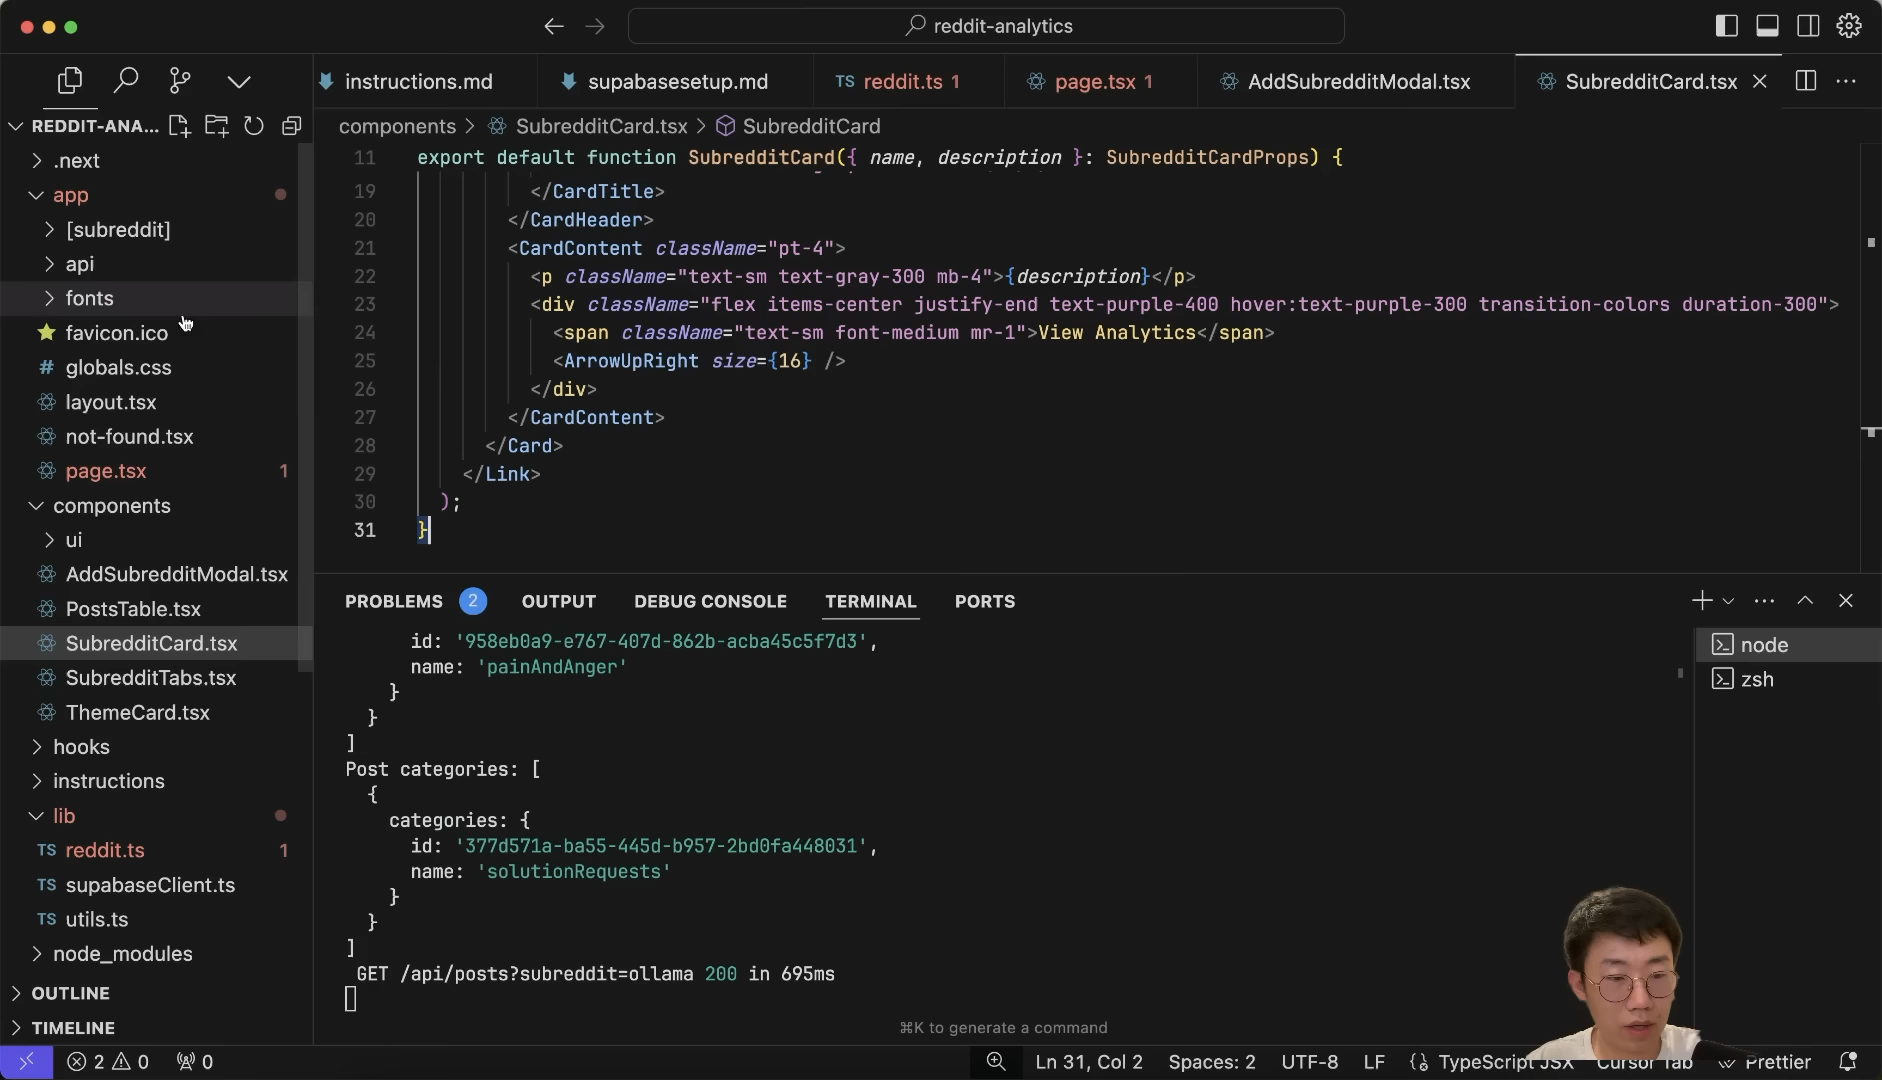 reddit-analytics
instructions.md
supabasesetup.md
TS reddit.ts 1
page.tsx 1
AddSubredditModal.tsx
SubredditCard.tsx
REDDIT-ANA...
components > SubredditCard.tsx > SubredditCard
.next
app
[subreddit]
api
fonts
favicon.ico
# globals.css
layout.tsx
not-found.tsx
page.tsx 1
components
ui
AddSubredditModal.tsx
PostsTable.tsx
SubredditCard.tsx
SubredditTabs.tsx
ThemeCard.tsx
hooks
instructions
lib
TS reddit.ts 1
TS supabaseClient.ts
TS utils.ts
node_modules
OUTLINE
TIMELINE
11 export default function SubredditCard({ name, description }: SubredditCardProps) {
19 </CardTitle>
20 </CardHeader>
21 <CardContent className="pt-4">
22 <p className="text-sm text-gray-300 mb-4">{description}</p>
23 <div className="flex items-center justify-end text-purple-400 hover:text-purple-300 transition-colors duration-300">
24 <span className="text-sm font-medium mr-1">View Analytics</span>
25 <ArrowUpRight size={16} />
26 </div>
27 </CardContent>
28 </Card>
29 </Link>
30 );
31 }
PROBLEMS 2 OUTPUT DEBUG CONSOLE TERMINAL PORTS
id: '958eb0a9-e767-407d-862b-acba45c5f7d3',
name: 'painAndAnger'
}
}
]
Post categories: [
{
categories: {
id: '377d571a-ba55-445d-b957-2bd0fa448031',
name: 'solutionRequests'
}
}
]
GET /api/posts?subreddit=ollama 200 in 695ms
⌘K to generate a command
node
zsh
2 0 0
Ln 31, Col 2 Spaces: 2 UTF-8 LF {} TypeScript JSX Cursor Tab Prettier